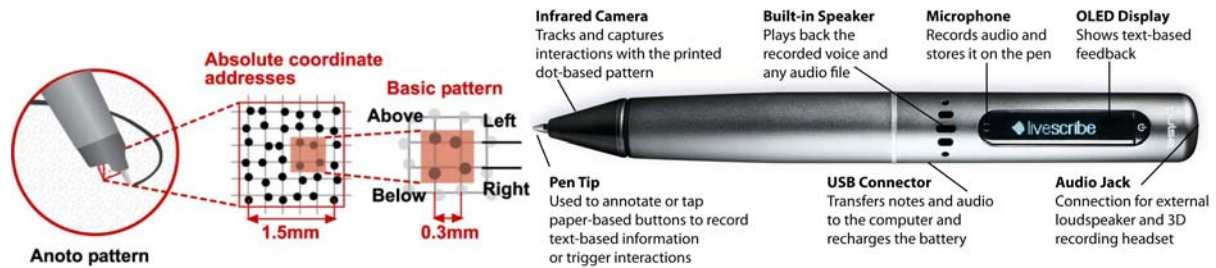 Absolute coordinate
addresses
Basic pattern
Above
Left
Below
Right
1.5mm
0.3mm
Anoto pattern
Infrared Camera
Tracks and captures
interactions with the printed
dot-based pattern
Built-in Speaker
Plays back the
recorded voice and
any audio file
Microphone
Records audio and
stores it on the pen
OLED Display
Shows text-based
feedback
livescribe
Pen Tip
Used to annotate or tap
paper-based buttons to record
text-based information
or trigger interactions
USB Connector
Transfers notes and audio
to the computer and
recharges the battery
Audio Jack
Connection for external
loudspeaker and 3D
recording headset